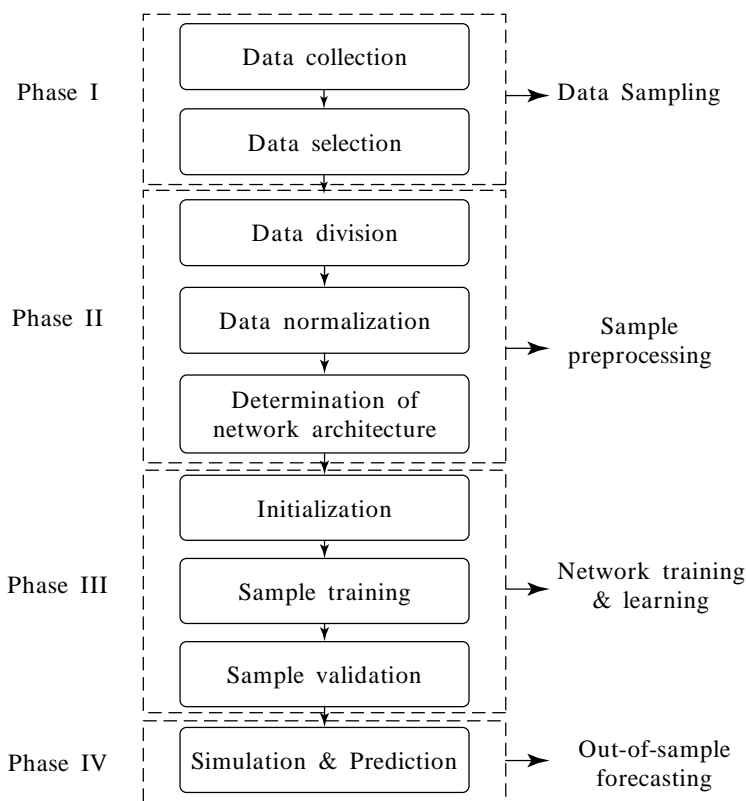 Data collection
Phase I
Data Sampling
Data selection
Data division
Phase II
Data normalization
Sample
preprocessing
Determination of
network architecture
Initialization
Phase III
Sample training
Network training
& learning
Sample validation
Phase IV
Simulation & Prediction
Out-of-sample
forecasting